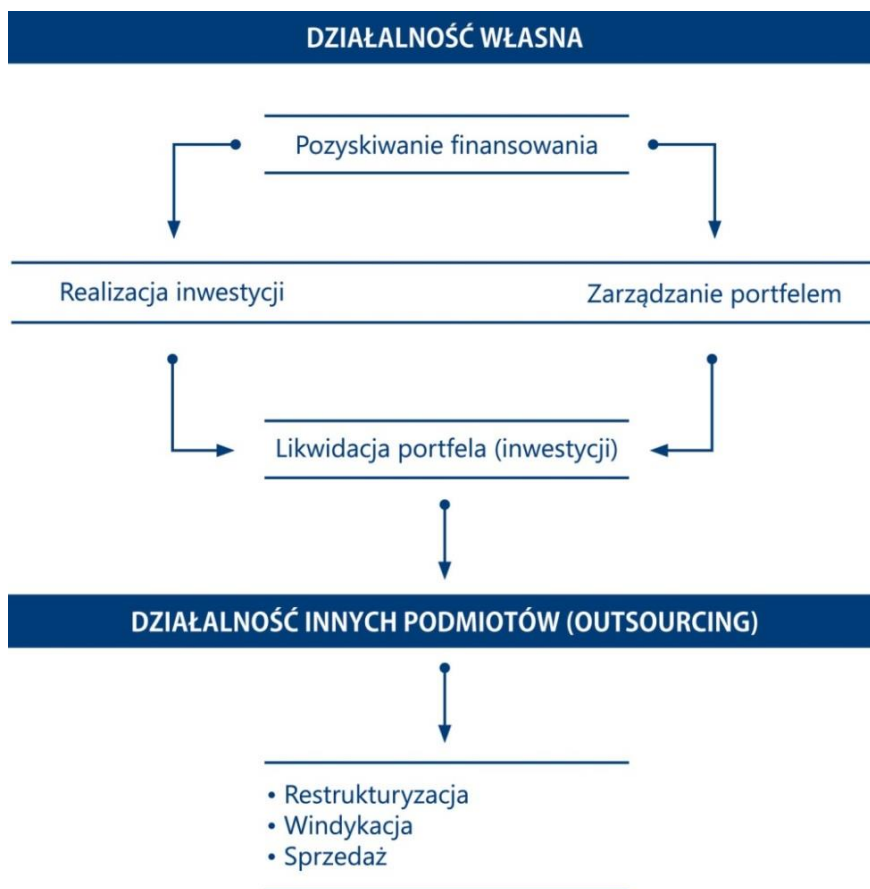 DZIAŁALNOŚĆ WŁASNA
Pozyskiwanie finansowania
Realizacja inwestycji
Zarządzanie portfelem
Likwidacja portfela (inwestycji)
DZIAŁALNOŚĆ INNYCH PODMIOTÓW (OUTSOURCING)
• Restrukturyzacja
• Windykacja
• Sprzedaż